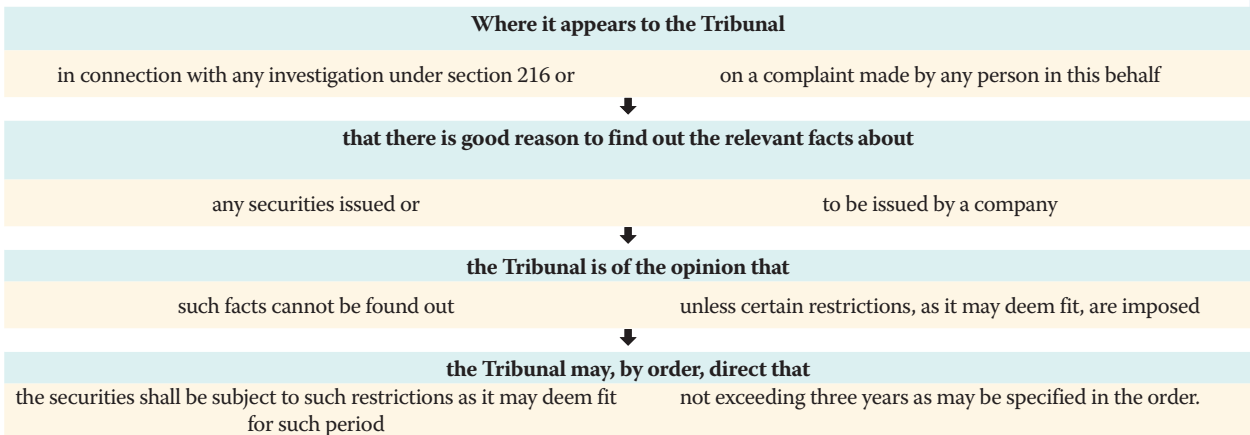 Where it appears to the Tribunal
in connection with any investigation under section 216 or
on a complaint made by any person in this behalf
that there is good reason to find out the relevant facts about
any securities issued or
to be issued by a company
the Tribunal is of the opinion that
such facts cannot be found out
unless certain restrictions, as it may deem fit, are imposed
the Tribunal may, by order, direct that
the securities shall be subject to such restrictions as it may deem fit
for such period
not exceeding three years as may be specified in the order.